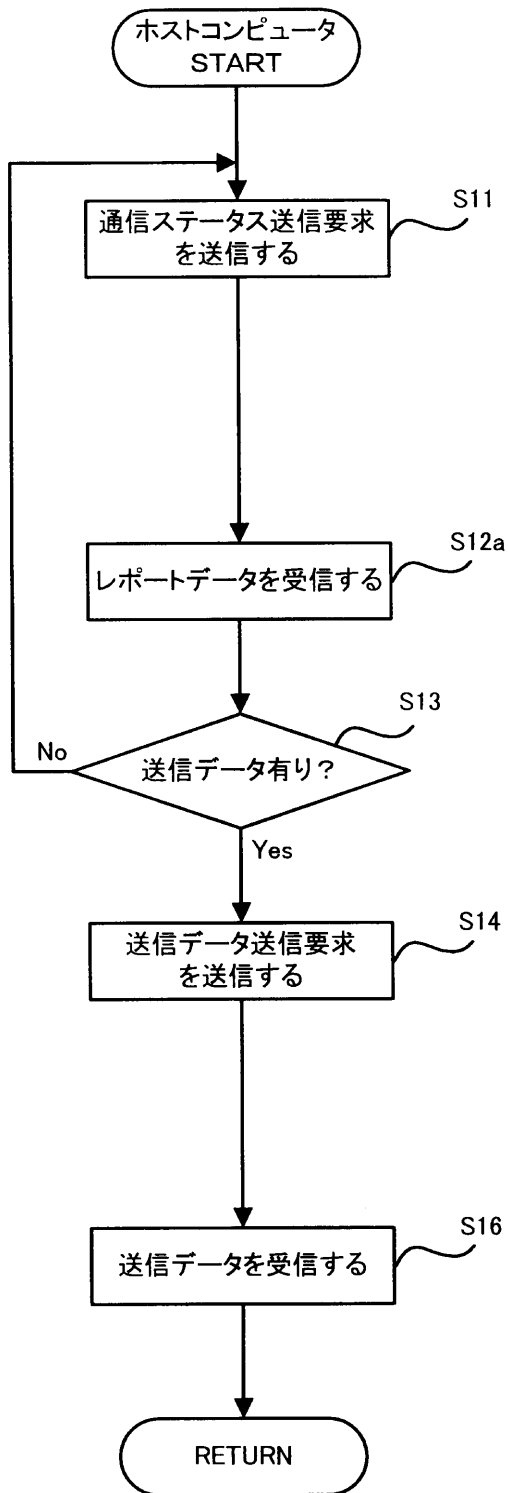 ホストコンピュータ
START
通信ステータス送信要求
を送信する
S11
レポートデータを受信する
S12a
送信データ有り？
S13
No
Yes
送信データ送信要求
を送信する
S14
送信データを受信する
S16
RETURN